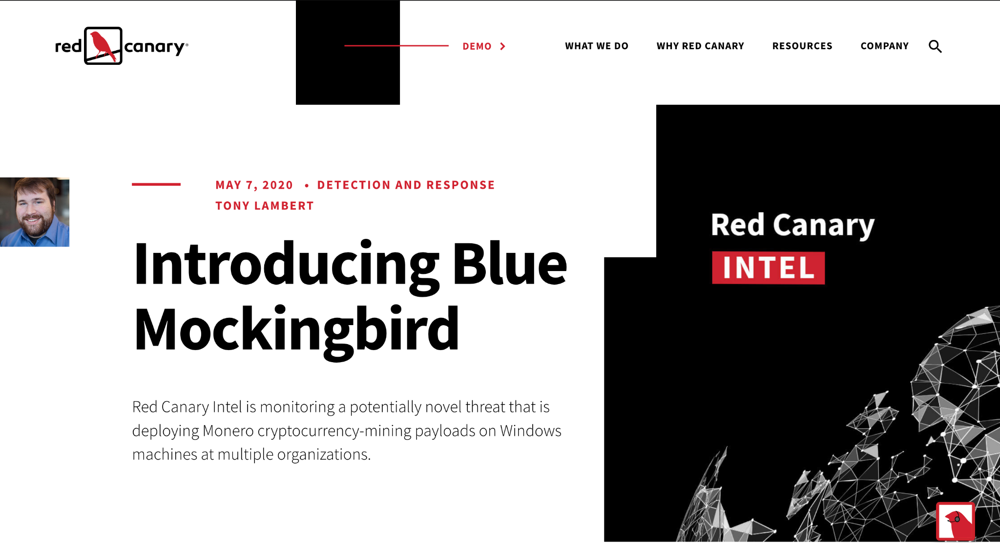 red canary®
DEMO
WHAT WE DO
WHY RED CANARY
RESOURCES
COMPANY
MAY 7, 2020 • DETECTION AND RESPONSE
TONY LAMBERT
Introducing Blue
Mockingbird
Red Canary Intel is monitoring a potentially novel threat that is
deploying Monero cryptocurrency-mining payloads on Windows
machines at multiple organizations.
Red Canary
INTEL